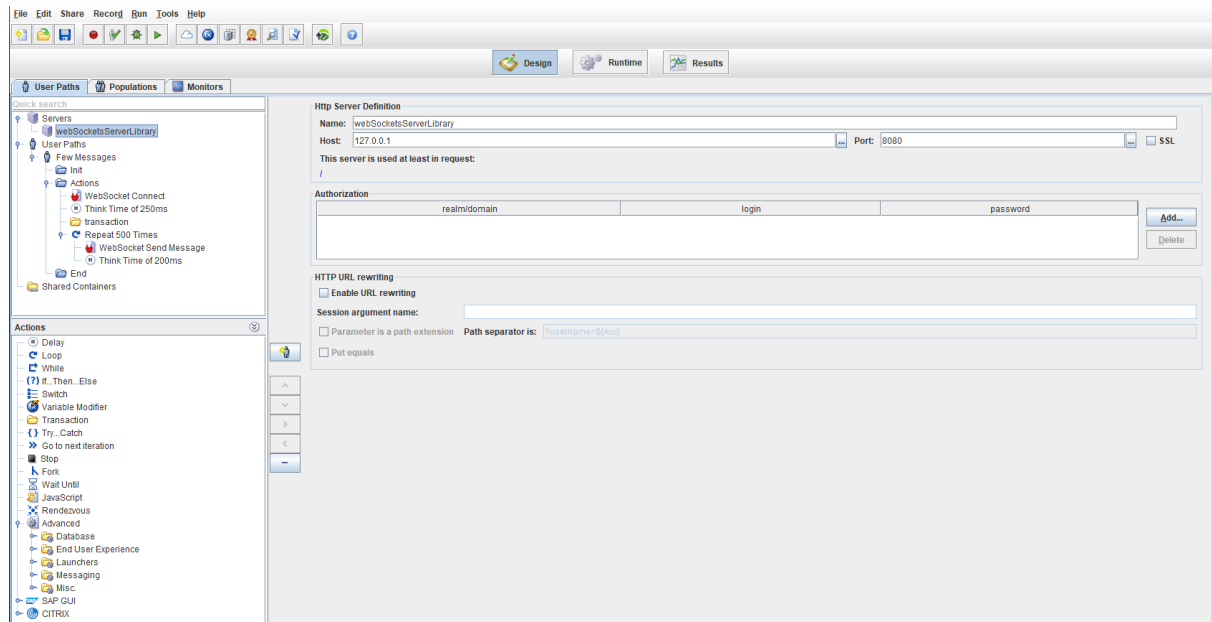 File Edit Share Record Run Tools Help
Design Runtime Results
User Paths Populations Monitors
Quick search
Servers
webSocketsServerLibrary
User Paths
Few Messages
Init
Actions
WebSocket Connect
Think Time of 250ms
transaction
Repeat 500 Times
WebSocket Send Message
Think Time of 200ms
End
Shared Containers
Actions
Delay
Loop
While
If...Then...Else
Switch
Variable Modifier
Transaction
Try...Catch
Go to next iteration
Stop
Fork
Wait Until
JavaScript
Rendezvous
Advanced
Database
End User Experience
Launchers
Messaging
Misc.
SAP GUI
CITRIX
Http Server Definition
Name: webSocketsServerLibrary
Host: 127.0.0.1 ... Port: 8080 ... SSL
This server is used at least in request:
/
Authorization
realm/domain login password
Add...
Delete
HTTP URL rewriting
Enable URL rewriting
Session argument name:
Parameter is a path extension Path separator is: ?username=${Acc}
Put equals